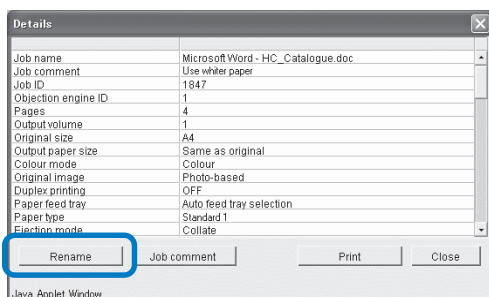 Details
Job name Microsoft Word - HC_Catalogue.doc
Job comment Use whiter paper
Job ID 1847
Objection engine ID 1
Pages 4
Output volume 1
Original size A4
Output paper size Same as original
Colour mode Colour
Original image Photo-based
Duplex printing OFF
Paper feed tray Auto feed tray selection
Paper type Standard 1
Ejection mode Collate
Rename Job comment Print Close
Java Applet Window